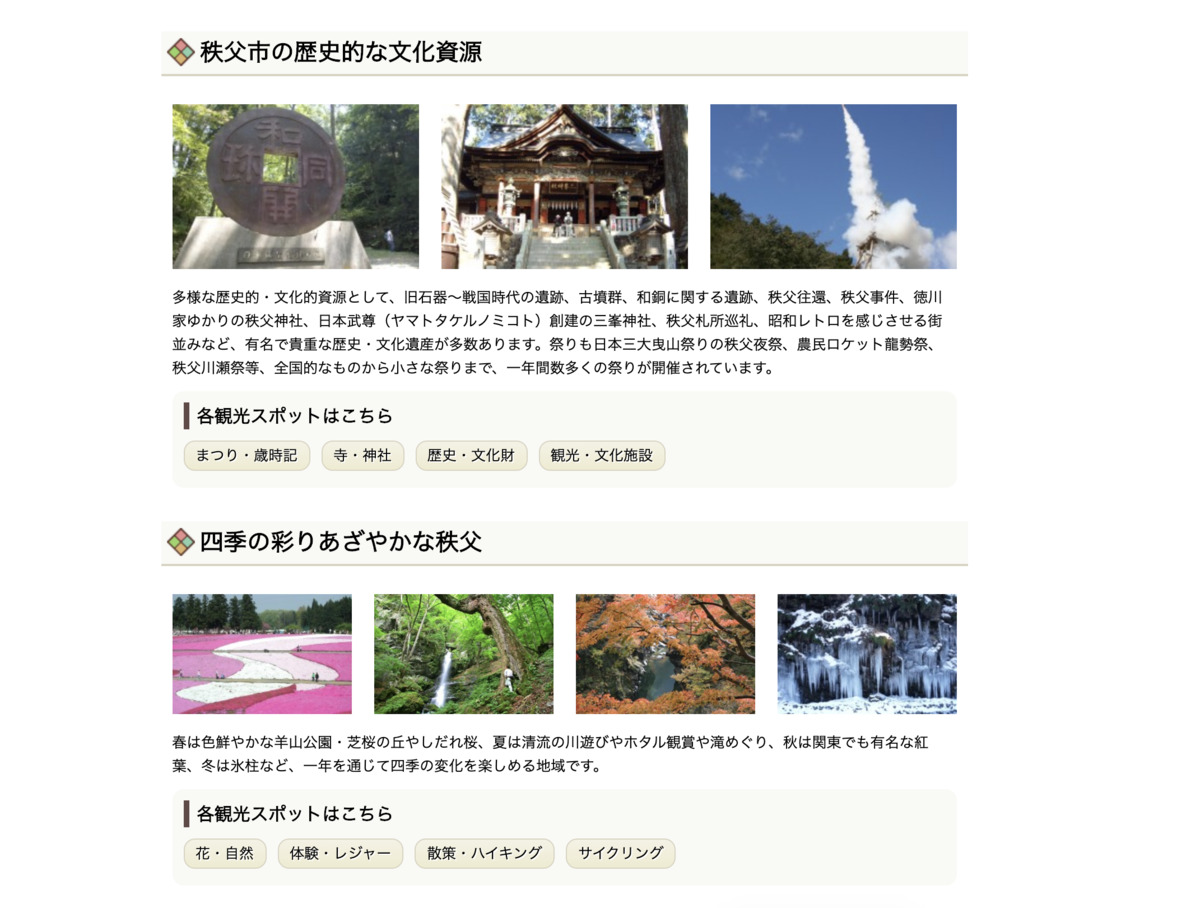 秩父市の歴史的な文化資源
和
同
開
珎
多様な歴史的・文化的資源として、旧石器〜戦国時代の遺跡、古墳群、和銅に関する遺跡、秩父往還、秩父事件、徳川
家ゆかりの秩父神社、日本武尊（ヤマトタケルノミコト）創建の三峯神社、秩父札所巡礼、昭和レトロを感じさせる街
並みなど、有名で貴重な歴史・文化遺産が多数あります。祭りも日本三大曳山祭りの秩父夜祭、農民ロケット龍勢祭、
秩父川瀬祭等、全国的なものから小さな祭りまで、一年間数多くの祭りが開催されています。
各観光スポットはこちら
まつり・歳時記
寺・神社
歴史・文化財
観光・文化施設
四季の彩りあざやかな秩父
春は色鮮やかな羊山公園・芝桜の丘やしだれ桜、夏は清流の川遊びやホタル観賞や滝めぐり、秋は関東でも有名な紅
葉、冬は氷柱など、一年を通じて四季の変化を楽しめる地域です。
各観光スポットはこちら
花・自然
体験・レジャー
散策・ハイキング
サイクリング